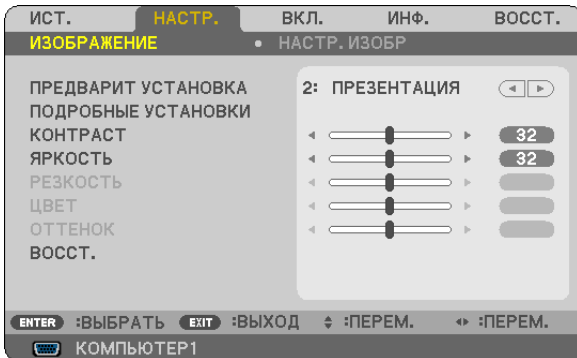 ИСТ. НАСТР. ВКЛ. ИНФ. ВОССТ.
ИЗОБРАЖЕНИЕ • НАСТР.ИЗОБР
ПРЕДВАРИТ УСТАНОВКА 2: ПРЕЗЕНТАЦИЯ
ПОДРОБНЫЕ УСТАНОВКИ
КОНТРАСТ 32
ЯРКОСТЬ 32
РЕЗКОСТЬ
ЦВЕТ
ОТТЕНОК
ВОССТ.
ENTER :ВЫБРАТЬ EXIT :ВЫХОД :ПЕРЕМ. :ПЕРЕМ.
КОМПЬЮТЕР1